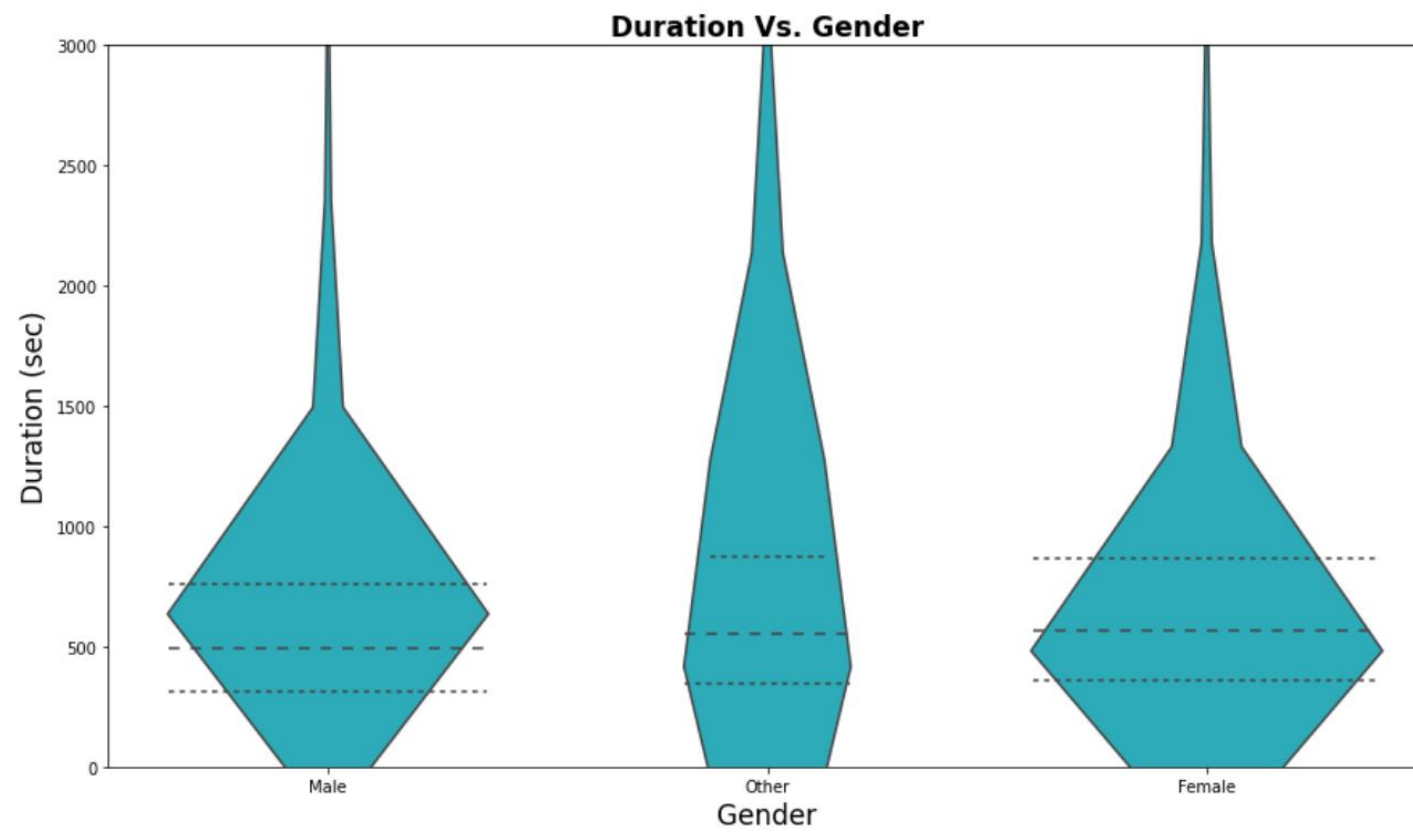 Duration Vs. Gender
3000
2500
2000
1500
1000
500
0
Duration (sec)
Male Other Female
Gender